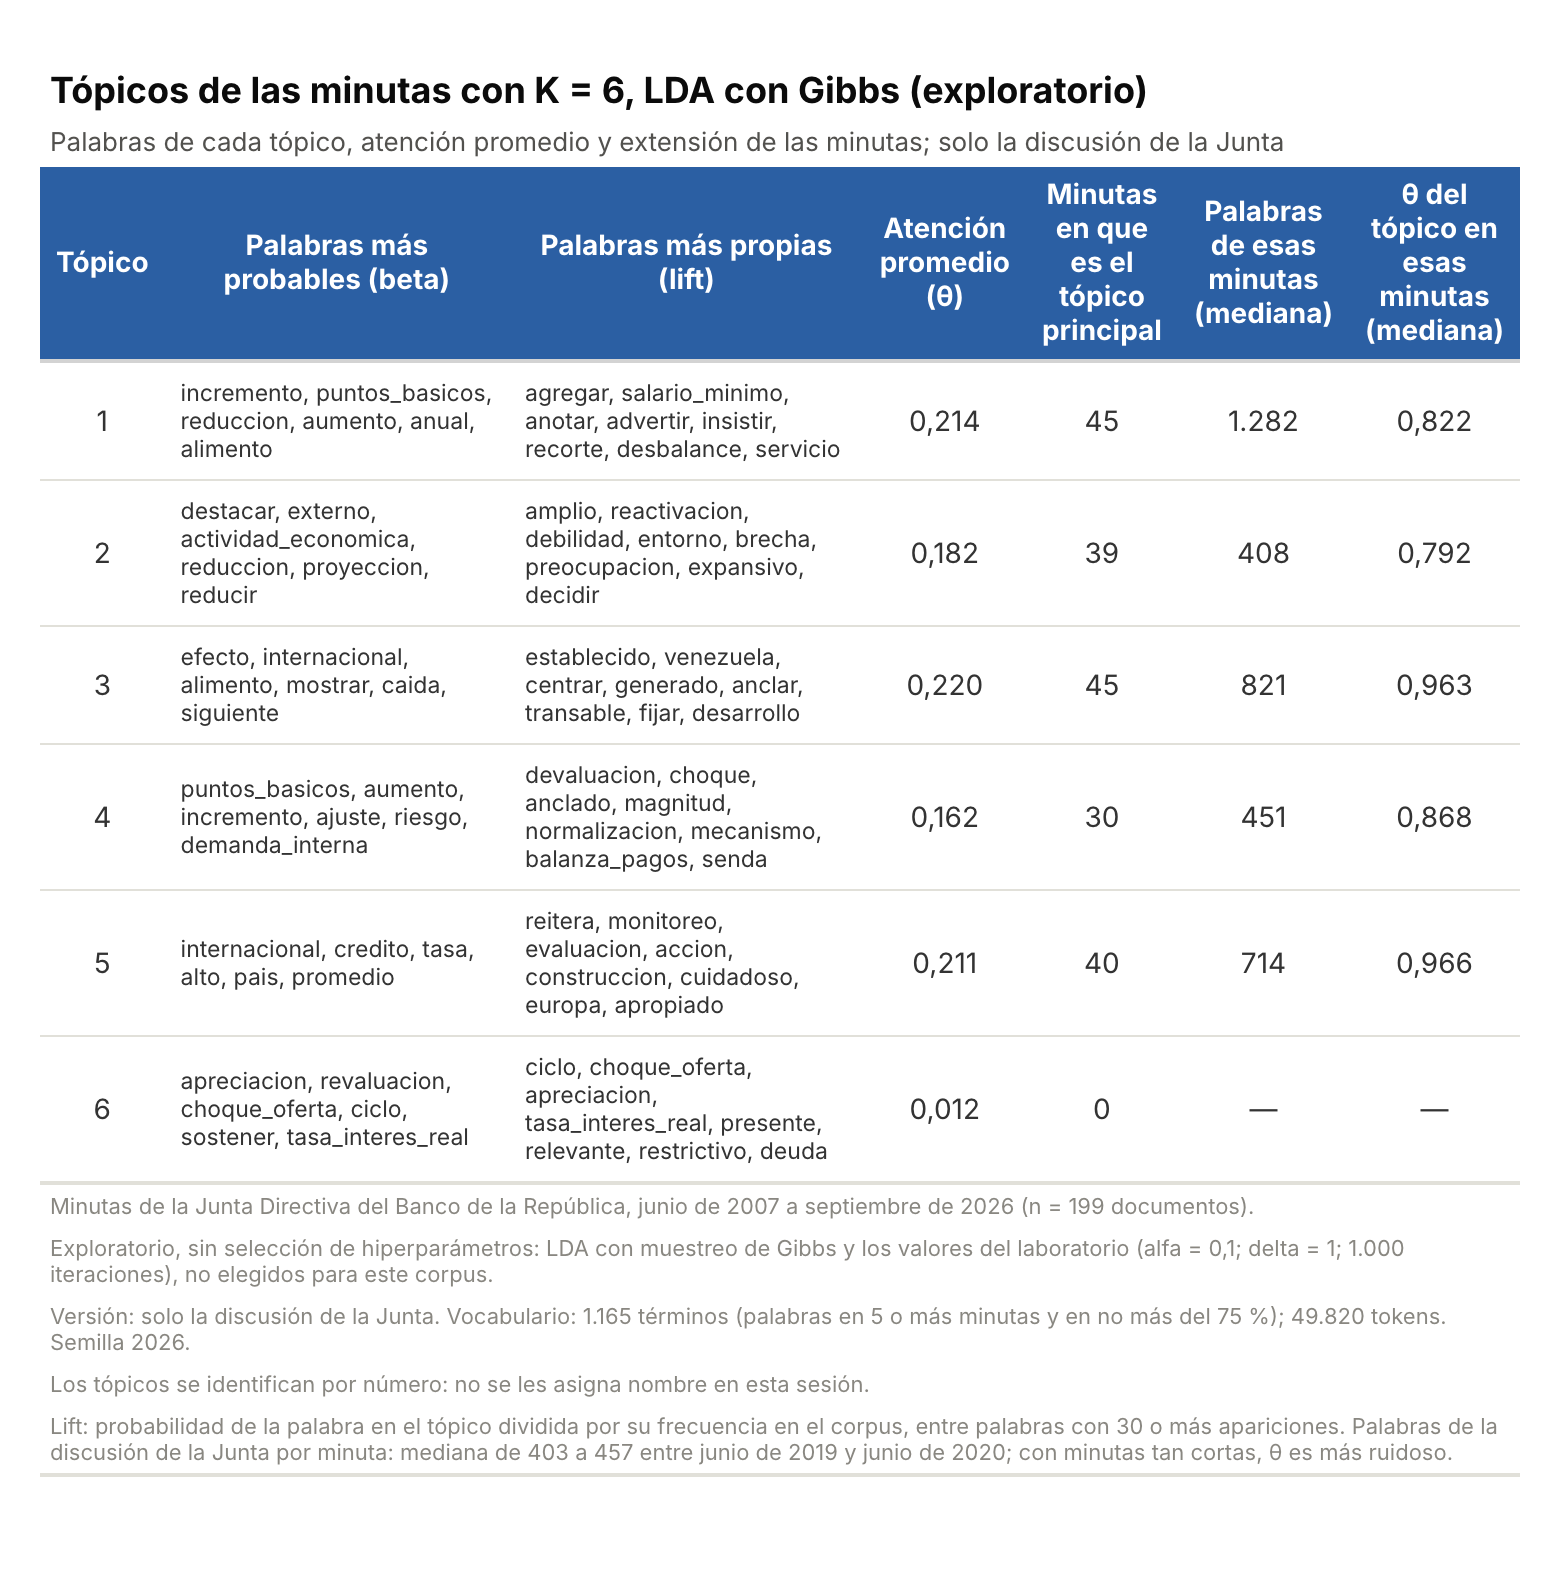 Tópicos de las minutas con K = 6, LDA con Gibbs (exploratorio)
Palabras de cada tópico, atención promedio y extensión de las minutas; solo la discusión de la Junta
Tópico
Palabras más
probables (beta)
Palabras más propias
(lift)
Atención
promedio
(θ)
Minutas
en que
es el
tópico
principal
Palabras
de esas
minutas
(mediana)
θ del
tópico en
esas
minutas
(mediana)
1
incremento, puntos_basicos,
reduccion, aumento, anual,
alimento
agregar, salario_minimo,
anotar, advertir, insistir,
recorte, desbalance, servicio
0,214
45
1.282
0,822
2
destacar, externo,
actividad_economica,
reduccion, proyeccion,
reducir
amplio, reactivacion,
debilidad, entorno, brecha,
preocupacion, expansivo,
decidir
0,182
39
408
0,792
3
efecto, internacional,
alimento, mostrar, caida,
siguiente
establecido, venezuela,
centrar, generado, anclar,
transable, fijar, desarrollo
0,220
45
821
0,963
4
puntos_basicos, aumento,
incremento, ajuste, riesgo,
demanda_interna
devaluacion, choque,
anclado, magnitud,
normalizacion, mecanismo,
balanza_pagos, senda
0,162
30
451
0,868
5
internacional, credito, tasa,
alto, pais, promedio
reitera, monitoreo,
evaluacion, accion,
construccion, cuidadoso,
europa, apropiado
0,211
40
714
0,966
6
apreciacion, revaluacion,
choque_oferta, ciclo,
sostener, tasa_interes_real
ciclo, choque_oferta,
apreciacion,
tasa_interes_real, presente,
relevante, restrictivo, deuda
0,012
0
—
—
Minutas de la Junta Directiva del Banco de la República, junio de 2007 a septiembre de 2026 (n = 199 documentos).
Exploratorio, sin selección de hiperparámetros: LDA con muestreo de Gibbs y los valores del laboratorio (alfa = 0,1; delta = 1; 1.000
iteraciones), no elegidos para este corpus.
Versión: solo la discusión de la Junta. Vocabulario: 1.165 términos (palabras en 5 o más minutas y en no más del 75 %); 49.820 tokens.
Semilla 2026.
Los tópicos se identifican por número: no se les asigna nombre en esta sesión.
Lift: probabilidad de la palabra en el tópico dividida por su frecuencia en el corpus, entre palabras con 30 o más apariciones. Palabras de la
discusión de la Junta por minuta: mediana de 403 a 457 entre junio de 2019 y junio de 2020; con minutas tan cortas, θ es más ruidoso.